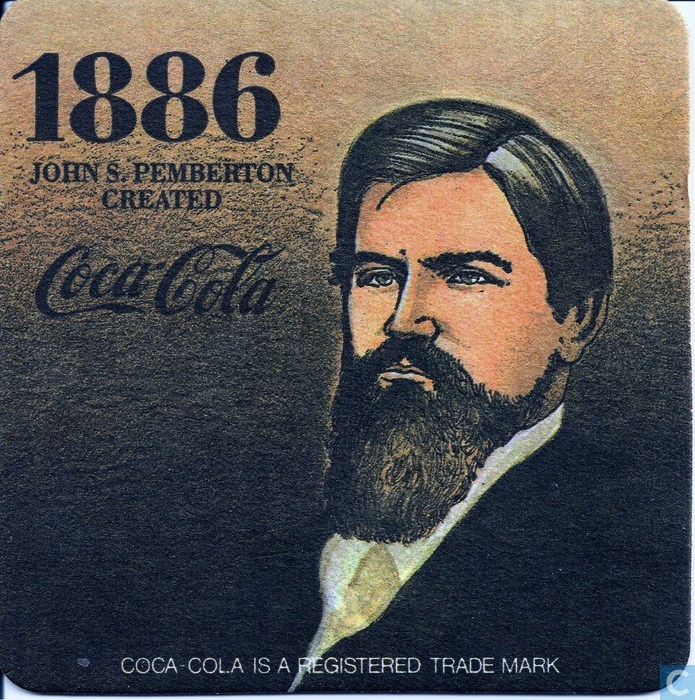 1886
JOHN S. PEMBERTON
CREATED
Coca-Cola
COCA-COLA IS A REGISTERED TRADE MARK
C